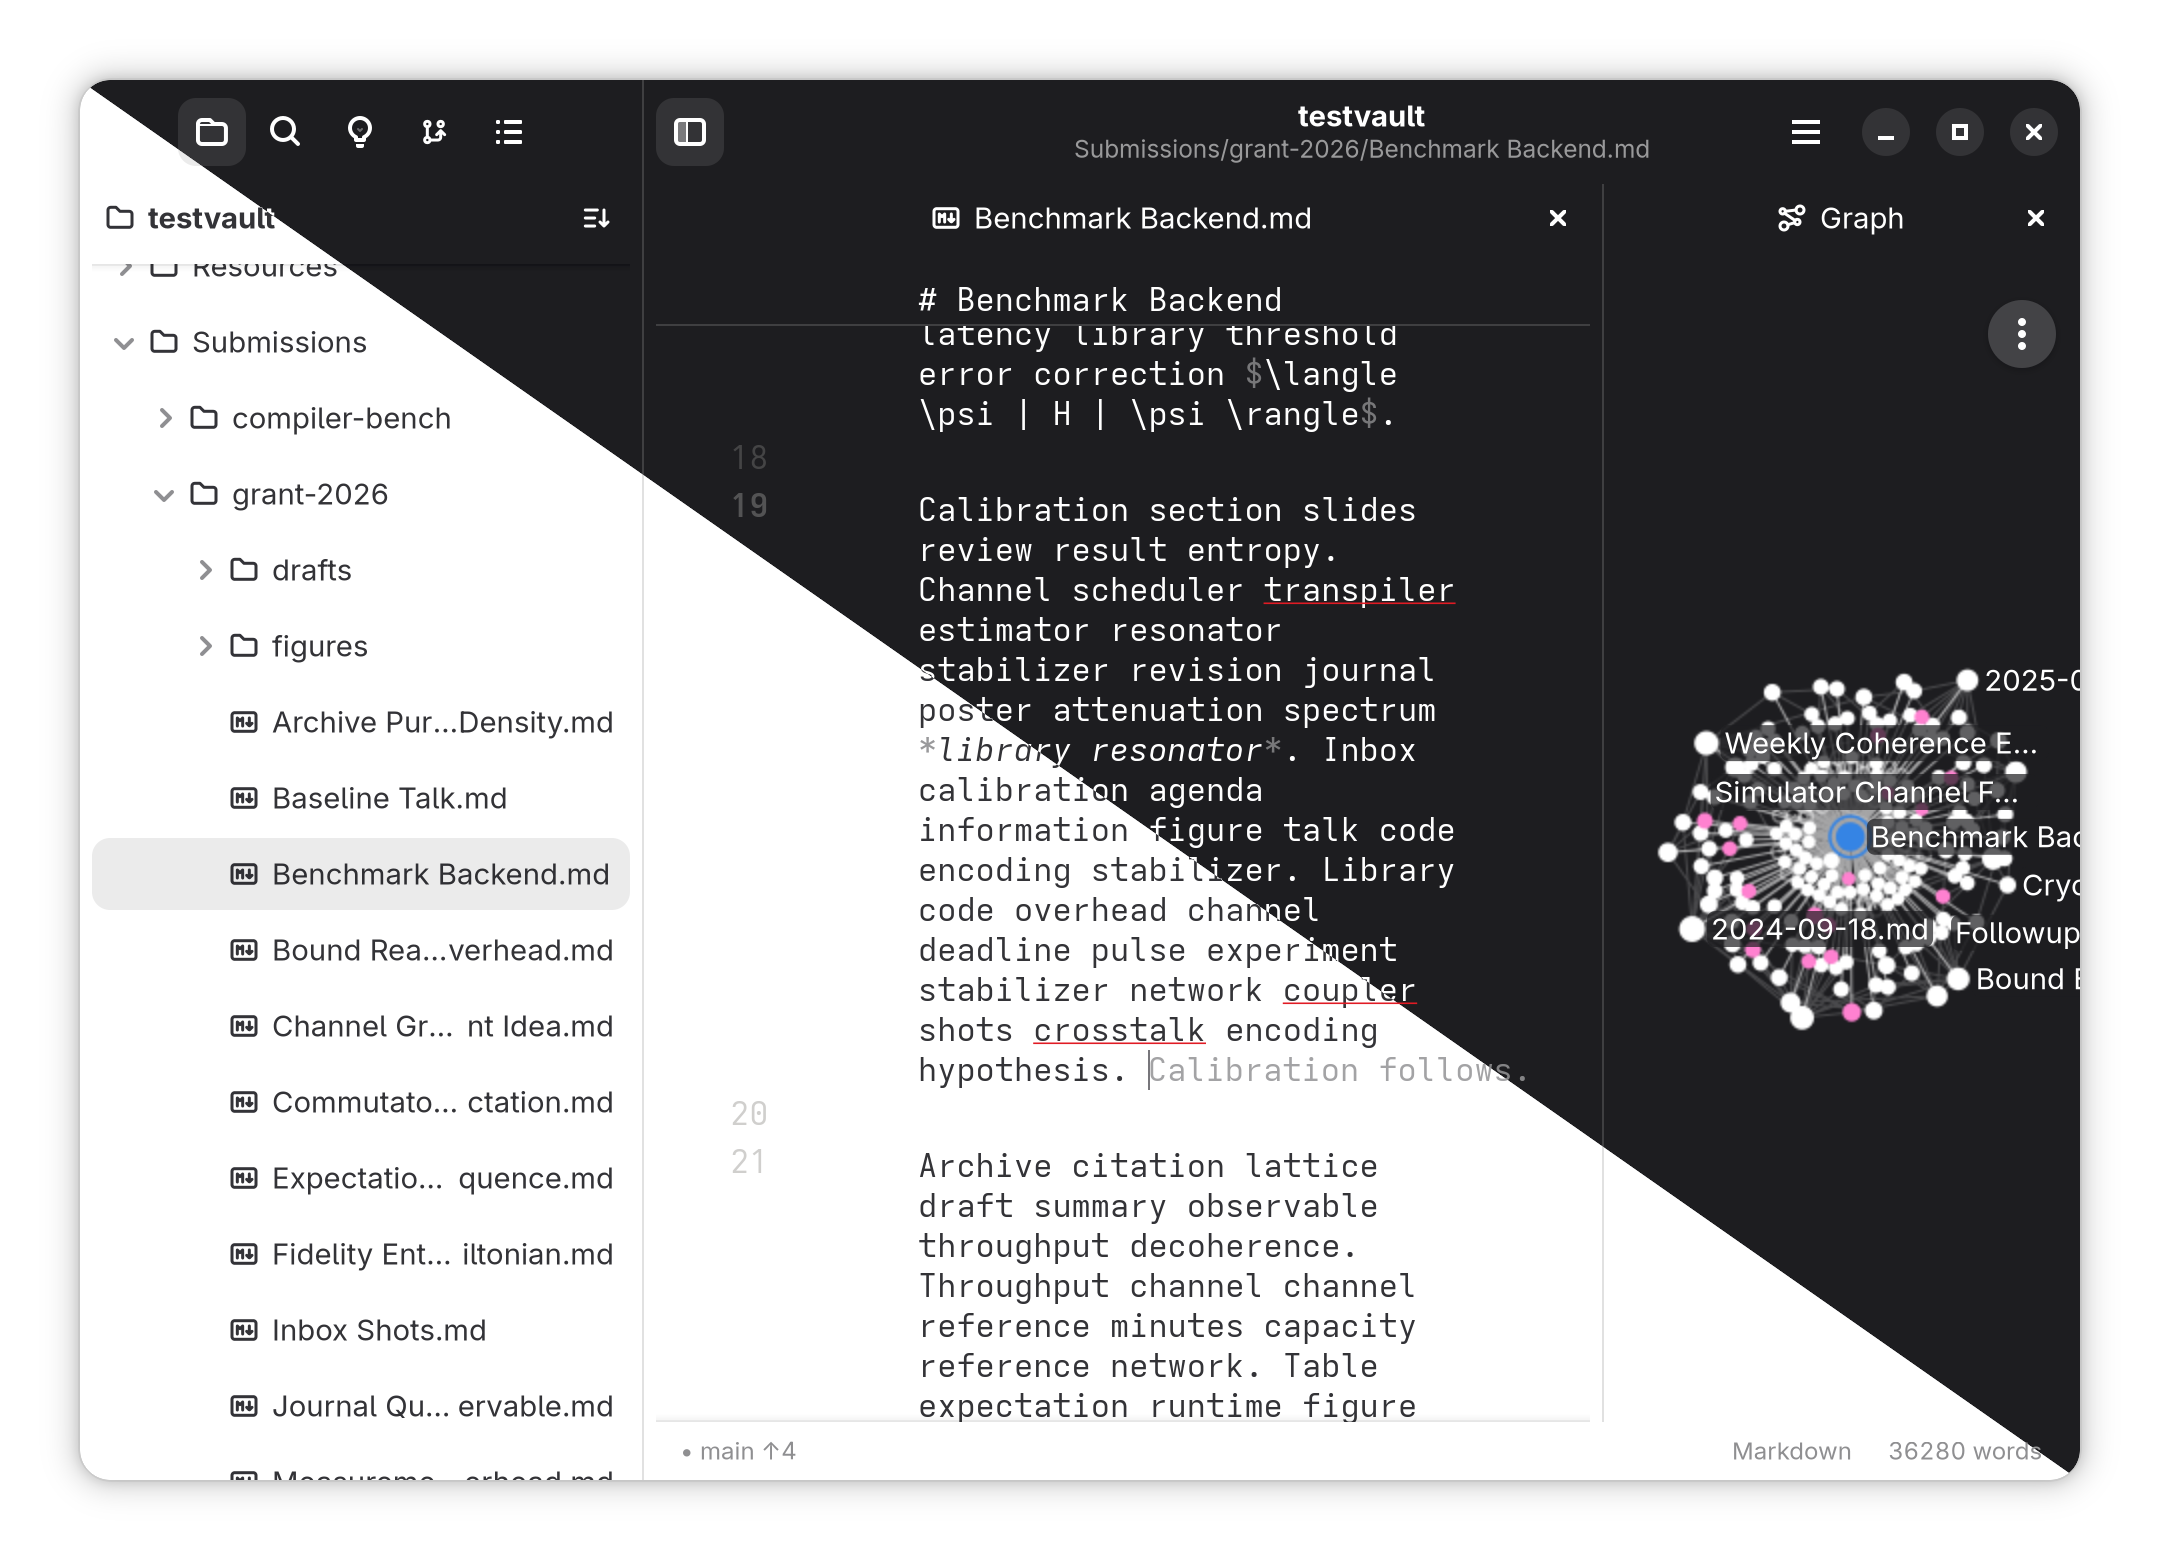 testvault
Submissions/grant-2026/Benchmark Backend.md
testvault
Resources
Submissions
compiler-bench
grant-2026
drafts
figures
Archive Pur...Density.md
Baseline Talk.md
Benchmark Backend.md
Bound Rea...verhead.md
Channel Gr... nt Idea.md
Commutato... ctation.md
Expectatio... quence.md
Fidelity Ent... iltonian.md
Inbox Shots.md
Journal Qu... ervable.md
Measureme... erhead.md
Benchmark Backend.md
# Benchmark Backend
latency library threshold
error correction $\langle
\psi | H | \psi \rangle$.
18
19 Calibration section slides
review result entropy.
Channel scheduler transpiler
estimator resonator
stabilizer revision journal
poster attenuation spectrum
*library resonator*. Inbox
calibration agenda
information figure talk code
encoding stabilizer. Library
code overhead channel
deadline pulse experiment
stabilizer network coupler
shots crosstalk encoding
hypothesis. Calibration follows.
20
21 Archive citation lattice
draft summary observable
throughput decoherence.
Throughput channel channel
reference minutes capacity
reference network. Table
expectation runtime figure
Graph
2025-0
Weekly Coherence E...
Simulator Channel F...
Benchmark Bac
Cryo
2024-09-18.md
Followup
Bound E
• main ↑4
Markdown 36280 words